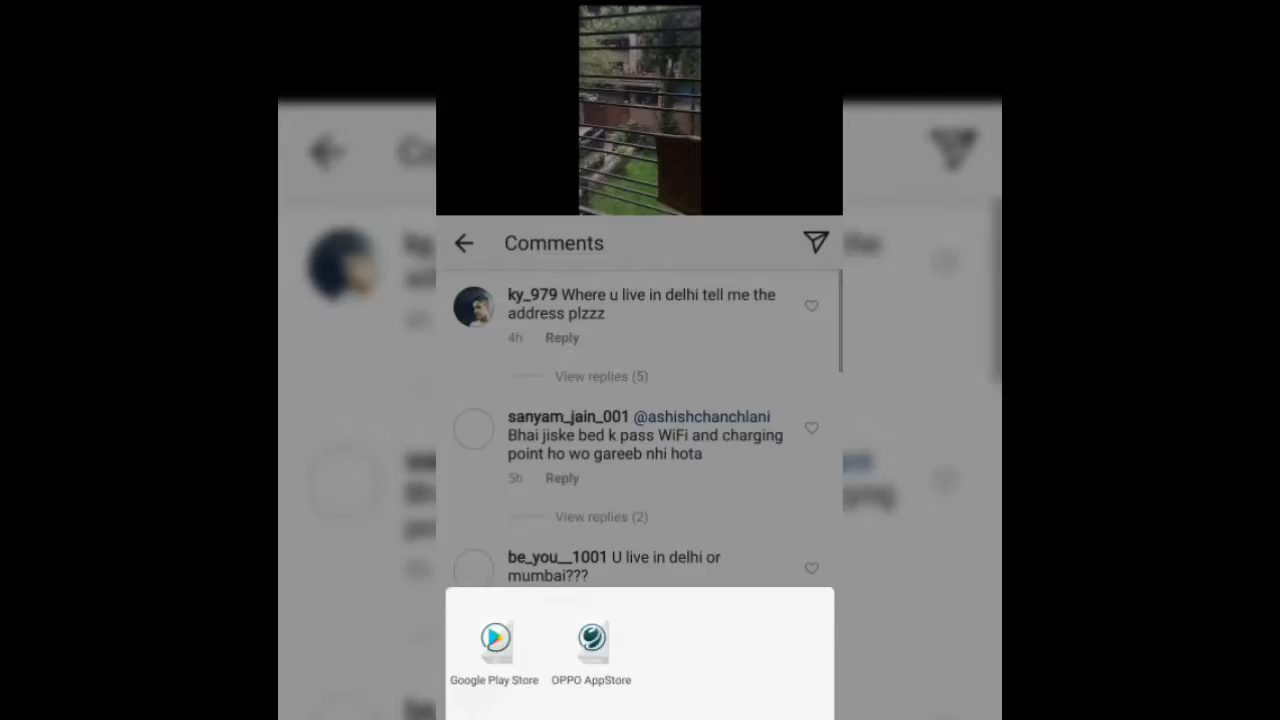 Comments
ky_979 Where u live in delhi tell me the
address plzzz
4h Reply
View replies (5)
sanyam_jain_001 @ashishchanchlani
Bhai jiske bed k pass WiFi and charging
point ho wo gareeb nhi hota
5h Reply
View replies (2)
be_you__1001 U live in delhi or
mumbai???
Google Play Store OPPO AppStore